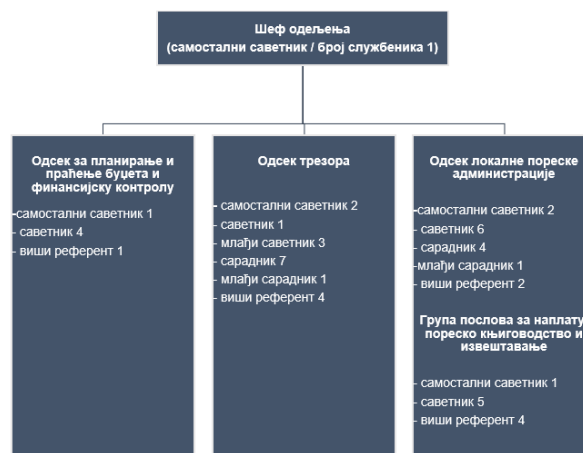 Шеф одељења
(самостални саветник / број службеника 1)
Одсек за планирање и
праћење буџета и
финансијску контролу
-самостални саветник 1
- саветник 4
- виши референт 1
Одсек трезора
- самостални саветник 2
- саветник 1
- млађи саветник 3
- сарадник 7
- млађи сарадник 1
- виши референт 4
Одсек локалне пореске
администрације
-самостални саветник 2
- саветник 6
- сарадник 4
-млађи сарадник 1
- виши референт 2
Група послова за наплату
пореско књиговодство и
извештавање
- самостални саветник 1
- саветник 5
- виши референт 4